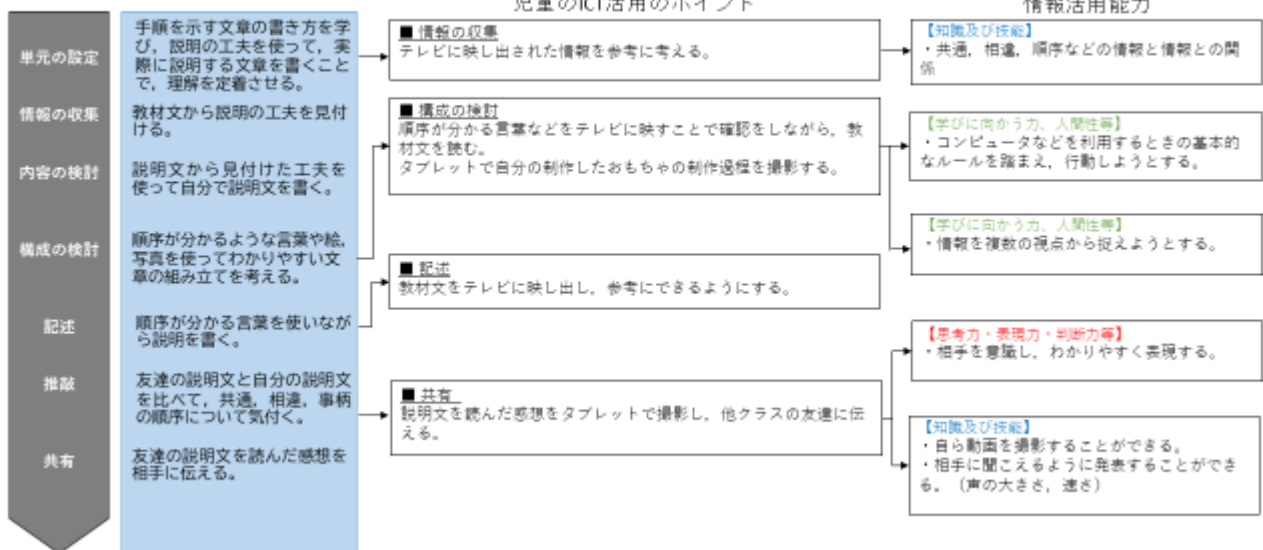 児童のICT活用のポイント
情報活用能力
単元の設定
手順を示す文章の書き方を学
び，説明の工夫を使って，実
際に説明する文章を書くこと
で，理解を定着させる。
■ 情報の収集
テレビに映し出された情報を参考に考える。
【知識及び技能】
・共通，相違，順序などの情報と情報との関
係
情報の収集
教材文から説明の工夫を見付
ける。
■ 構成の検討
順序が分かる言葉などをテレビに映すことで確認をしながら，教
材文を読む。
タブレットで自分の制作したおもちゃの制作過程を撮影する。
【学びに向かう力、人間性等】
・コンピュータなどを利用するときの基本的
なルールを踏まえ，行動しようとする。
内容の検討
説明文から見付けた工夫を
使って自分で説明文を書く。
【学びに向かう力、人間性等】
・情報を複数の視点から捉えようとする。
構成の検討
順序が分かるような言葉や絵，
写真を使ってわかりやすい文
章の組み立てを考える。
■ 記述
教材文をテレビに映し出し，参考にできるようにする。
記述
順序が分かる言葉を使いなが
ら説明を書く。
【思考力・表現力・判断力等】
・相手を意識し，わかりやすく表現する。
推敲
友達の説明文と自分の説明文
を比べて，共通，相違，事柄
の順序について気付く。
■ 共有
説明文を読んだ感想をタブレットで撮影し，他クラスの友達に伝
える。
【知識及び技能】
・自ら動画を撮影することができる。
・相手に聞こえるように発表することができ
る。（声の大きさ，速さ）
共有
友達の説明文を読んだ感想を
相手に伝える。